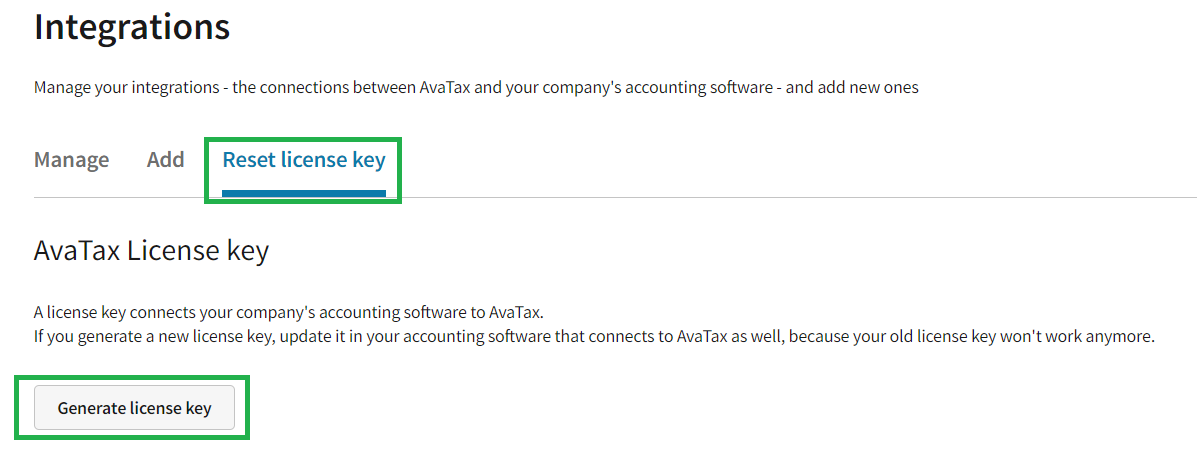 Integrations
Manage your integrations - the connections between AvaTax and your company's accounting software - and add new ones
Manage Add Reset license key
AvaTax License key
A license key connects your company's accounting software to AvaTax.
If you generate a new license key, update it in your accounting software that connects to AvaTax as well, because your old license key won't work anymore.
Generate license key